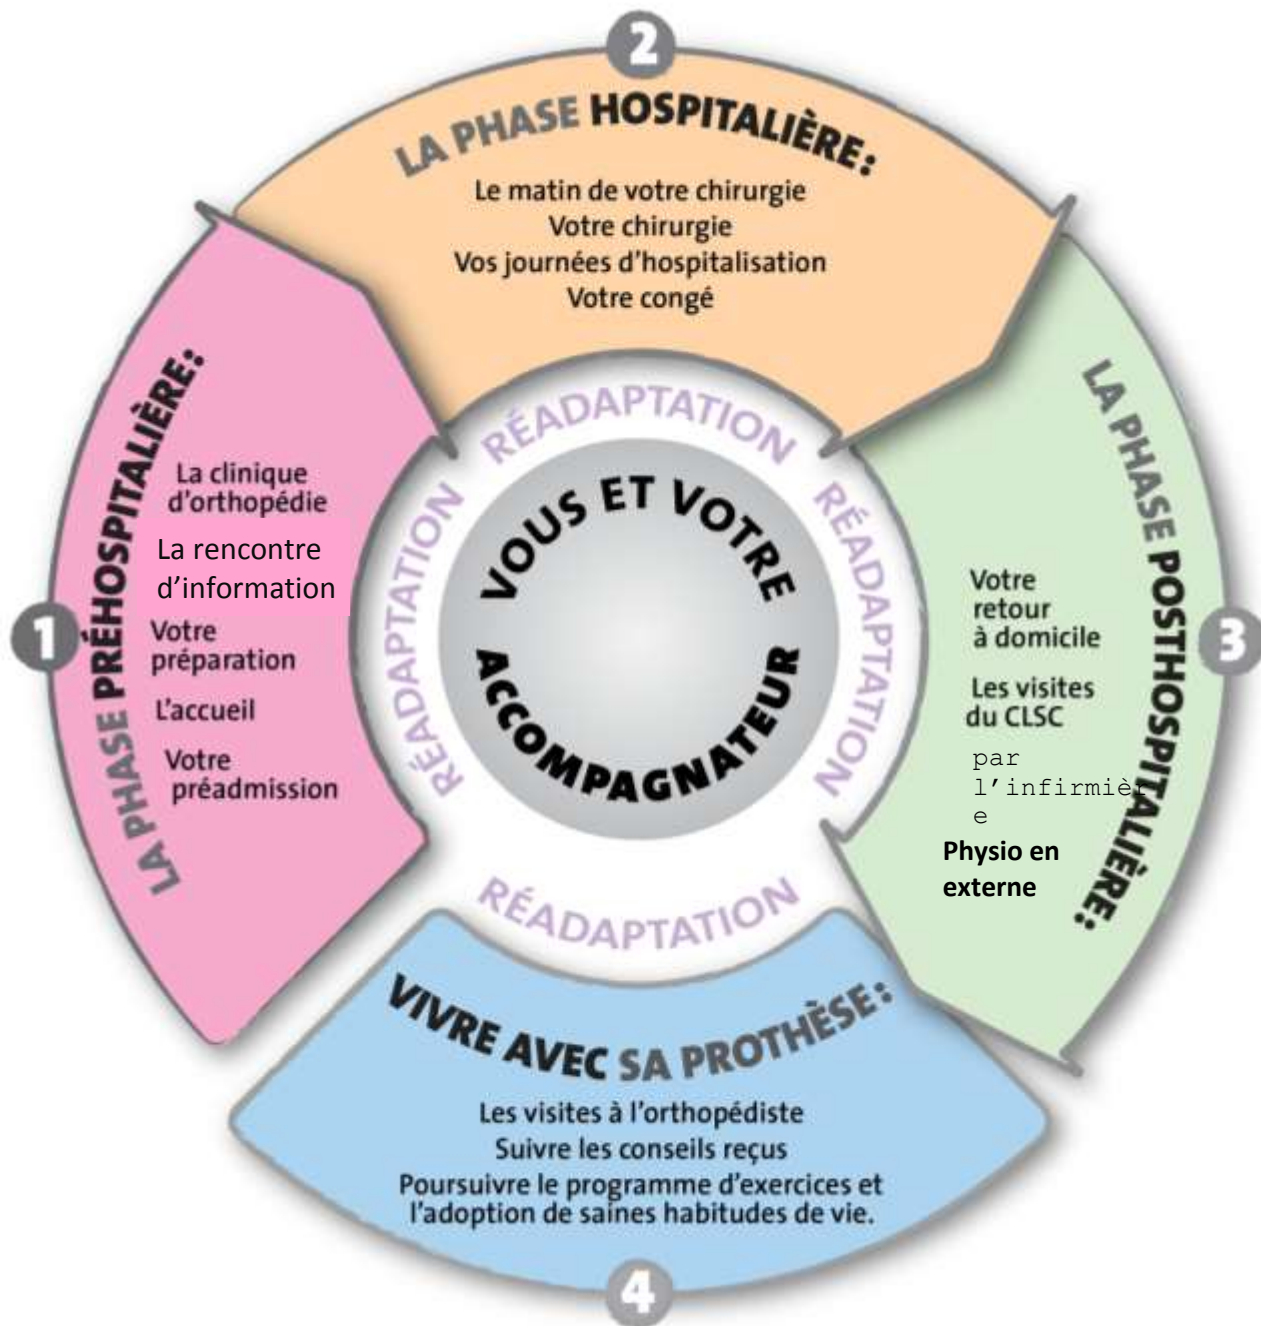 1
LA PHASE PRÉHOSPITALIÈRE:
La clinique
d'orthopédie
La rencontre
d'information
Votre
préparation
L'accueil
Votre
préadmission
2
LA PHASE HOSPITALIÈRE:
Le matin de votre chirurgie
Votre chirurgie
Vos journées d'hospitalisation
Votre congé
3
LA PHASE POSTHOSPITALIÈRE:
Votre
retour
à domicile
Les visites
du CLSC
par
l'infirmièr
e
Physio en
externe
4
VIVRE AVEC SA PROTHÈSE:
Les visites à l'orthopédiste
Suivre les conseils reçus
Poursuivre le programme d'exercices et
l'adoption de saines habitudes de vie.
RÉADAPTATION
RÉADAPTATION
RÉADAPTATION
RÉADAPTATION
VOUS ET VOTRE
ACCOMPAGNATEUR